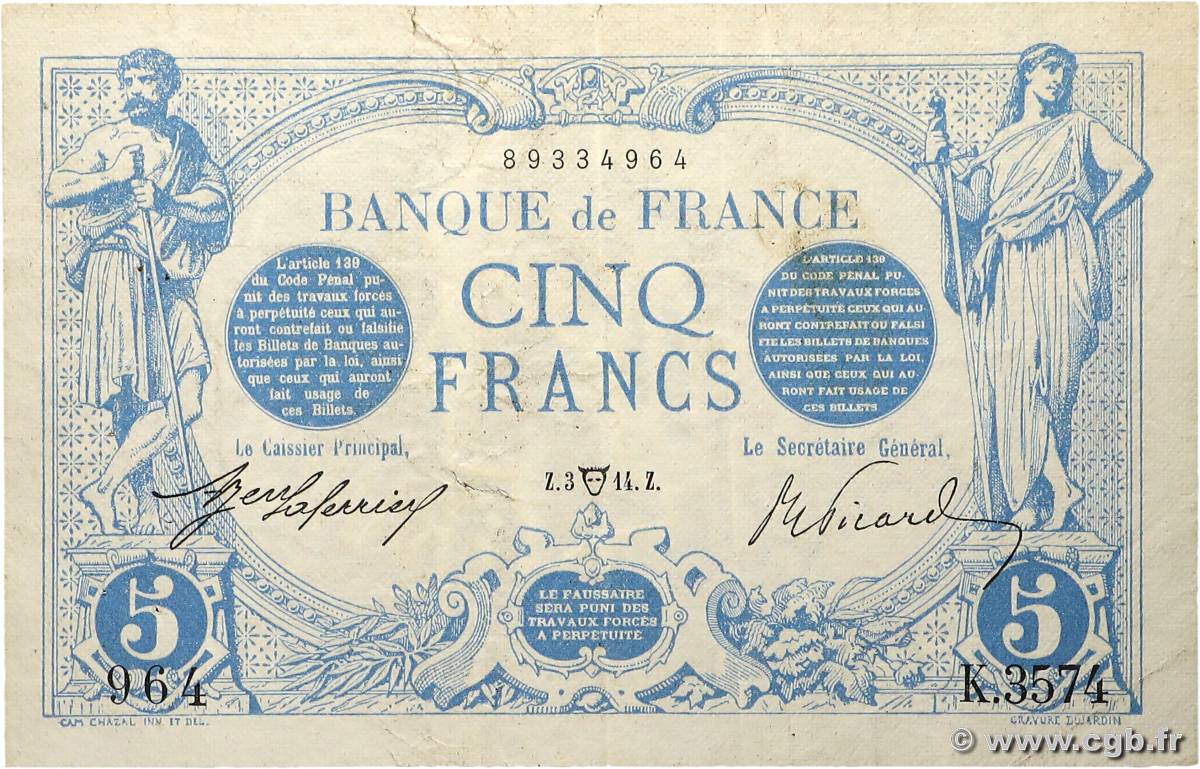 89334964
BANQUE de FRANCE
CINQ
FRANCS
L'article 139
du Code Pénal pu-
nit des travaux forcés
à perpétuité ceux qui au-
ront contrefait ou falsifié
les Billets de Banques au-
torisées par la loi, ainsi
que ceux qui auront
fait usage de
ces Billets.
L'ARTICLE 139
DU CODE PÉNAL PU-
NIT DES TRAVAUX FORCÉS
A PERPÉTUITÉ CEUX QUI AU-
RONT CONTREFAIT OU FALSI
FIÉ LES BILLETS DE BANQUES
AUTORISÉES PAR LA LOI,
AINSI QUE CEUX QUI AU-
RONT FAIT USAGE DE
CES BILLETS
Le Caissier Principal,
Le Secrétaire Général,
Z.3 14. Z.
Picard
LE FAUSSAIRE
SERA PUNI DES
TRAVAUX FORCÉS
A PERPÉTUITÉ
5
5
964
K.3574
CAM CHAZAL INV. ET DEL.
GRAVURE DUJARDIN
© www.cgb.fr